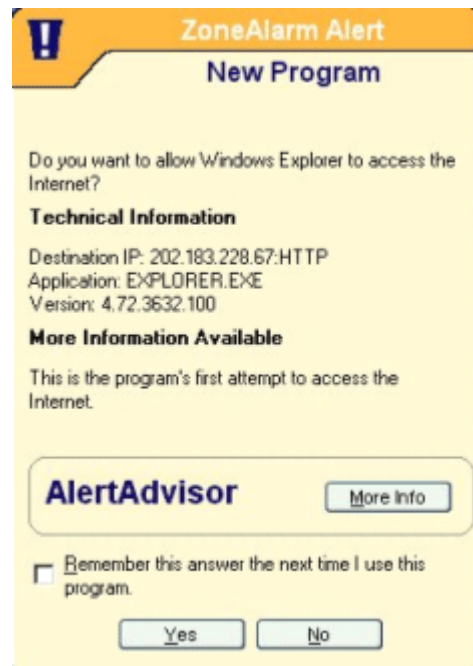 ZoneAlarm Alert
New Program
Do you want to allow Windows Explorer to access the
Internet?
Technical Information
Destination IP: 202.183.228.67:HTTP
Application: EXPLORER.EXE
Version: 4.72.3632.100
More Information Available
This is the program's first attempt to access the
Internet.
AlertAdvisor
More Info
Remember this answer the next time I use this
program.
Yes
No